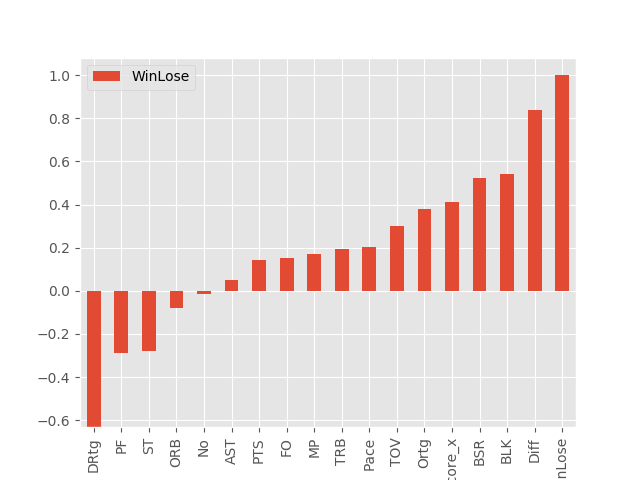 WinLose
1.0
0.8
0.6
0.4
0.2
0.0
−0.2
−0.4
−0.6
DRtg
PF
ST
ORB
No
AST
PTS
FO
MP
TRB
Pace
TOV
Ortg
core_x
BSR
BLK
Diff
nLose